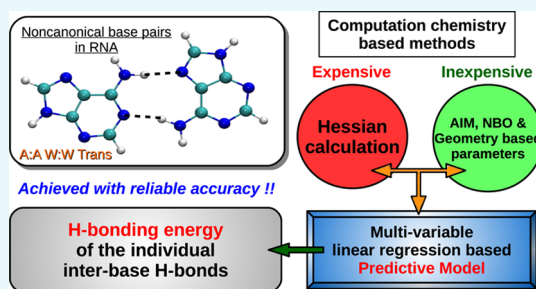 Noncanonical base pairs
in RNA
A:A W:W Trans
Computation chemistry
based methods
Expensive
Inexpensive
Hessian
calculation
AIM, NBO &
Geometry based
parameters
Achieved with reliable accuracy !!
H-bonding energy
of the individual
inter-base H-bonds
Multi-variable
linear regression based
Predictive Model